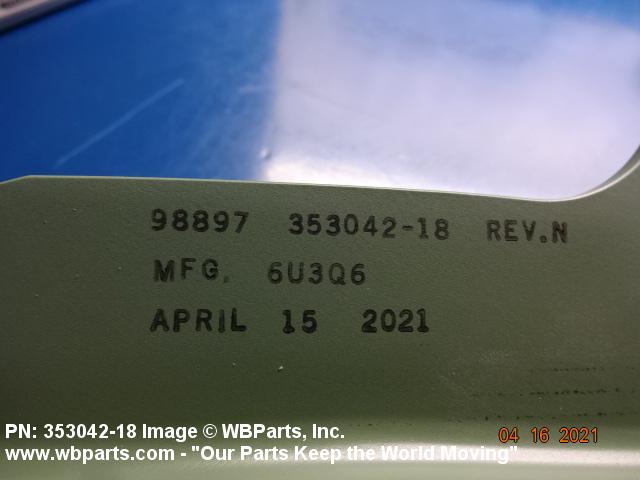 98897 353042-18 REV.N
MFG. 6U3Q6
APRIL 15 2021
PN: 353042-18 Image © WBParts, Inc.
04 16 2021
www.wbparts.com - "Our Parts Keep the World Moving"